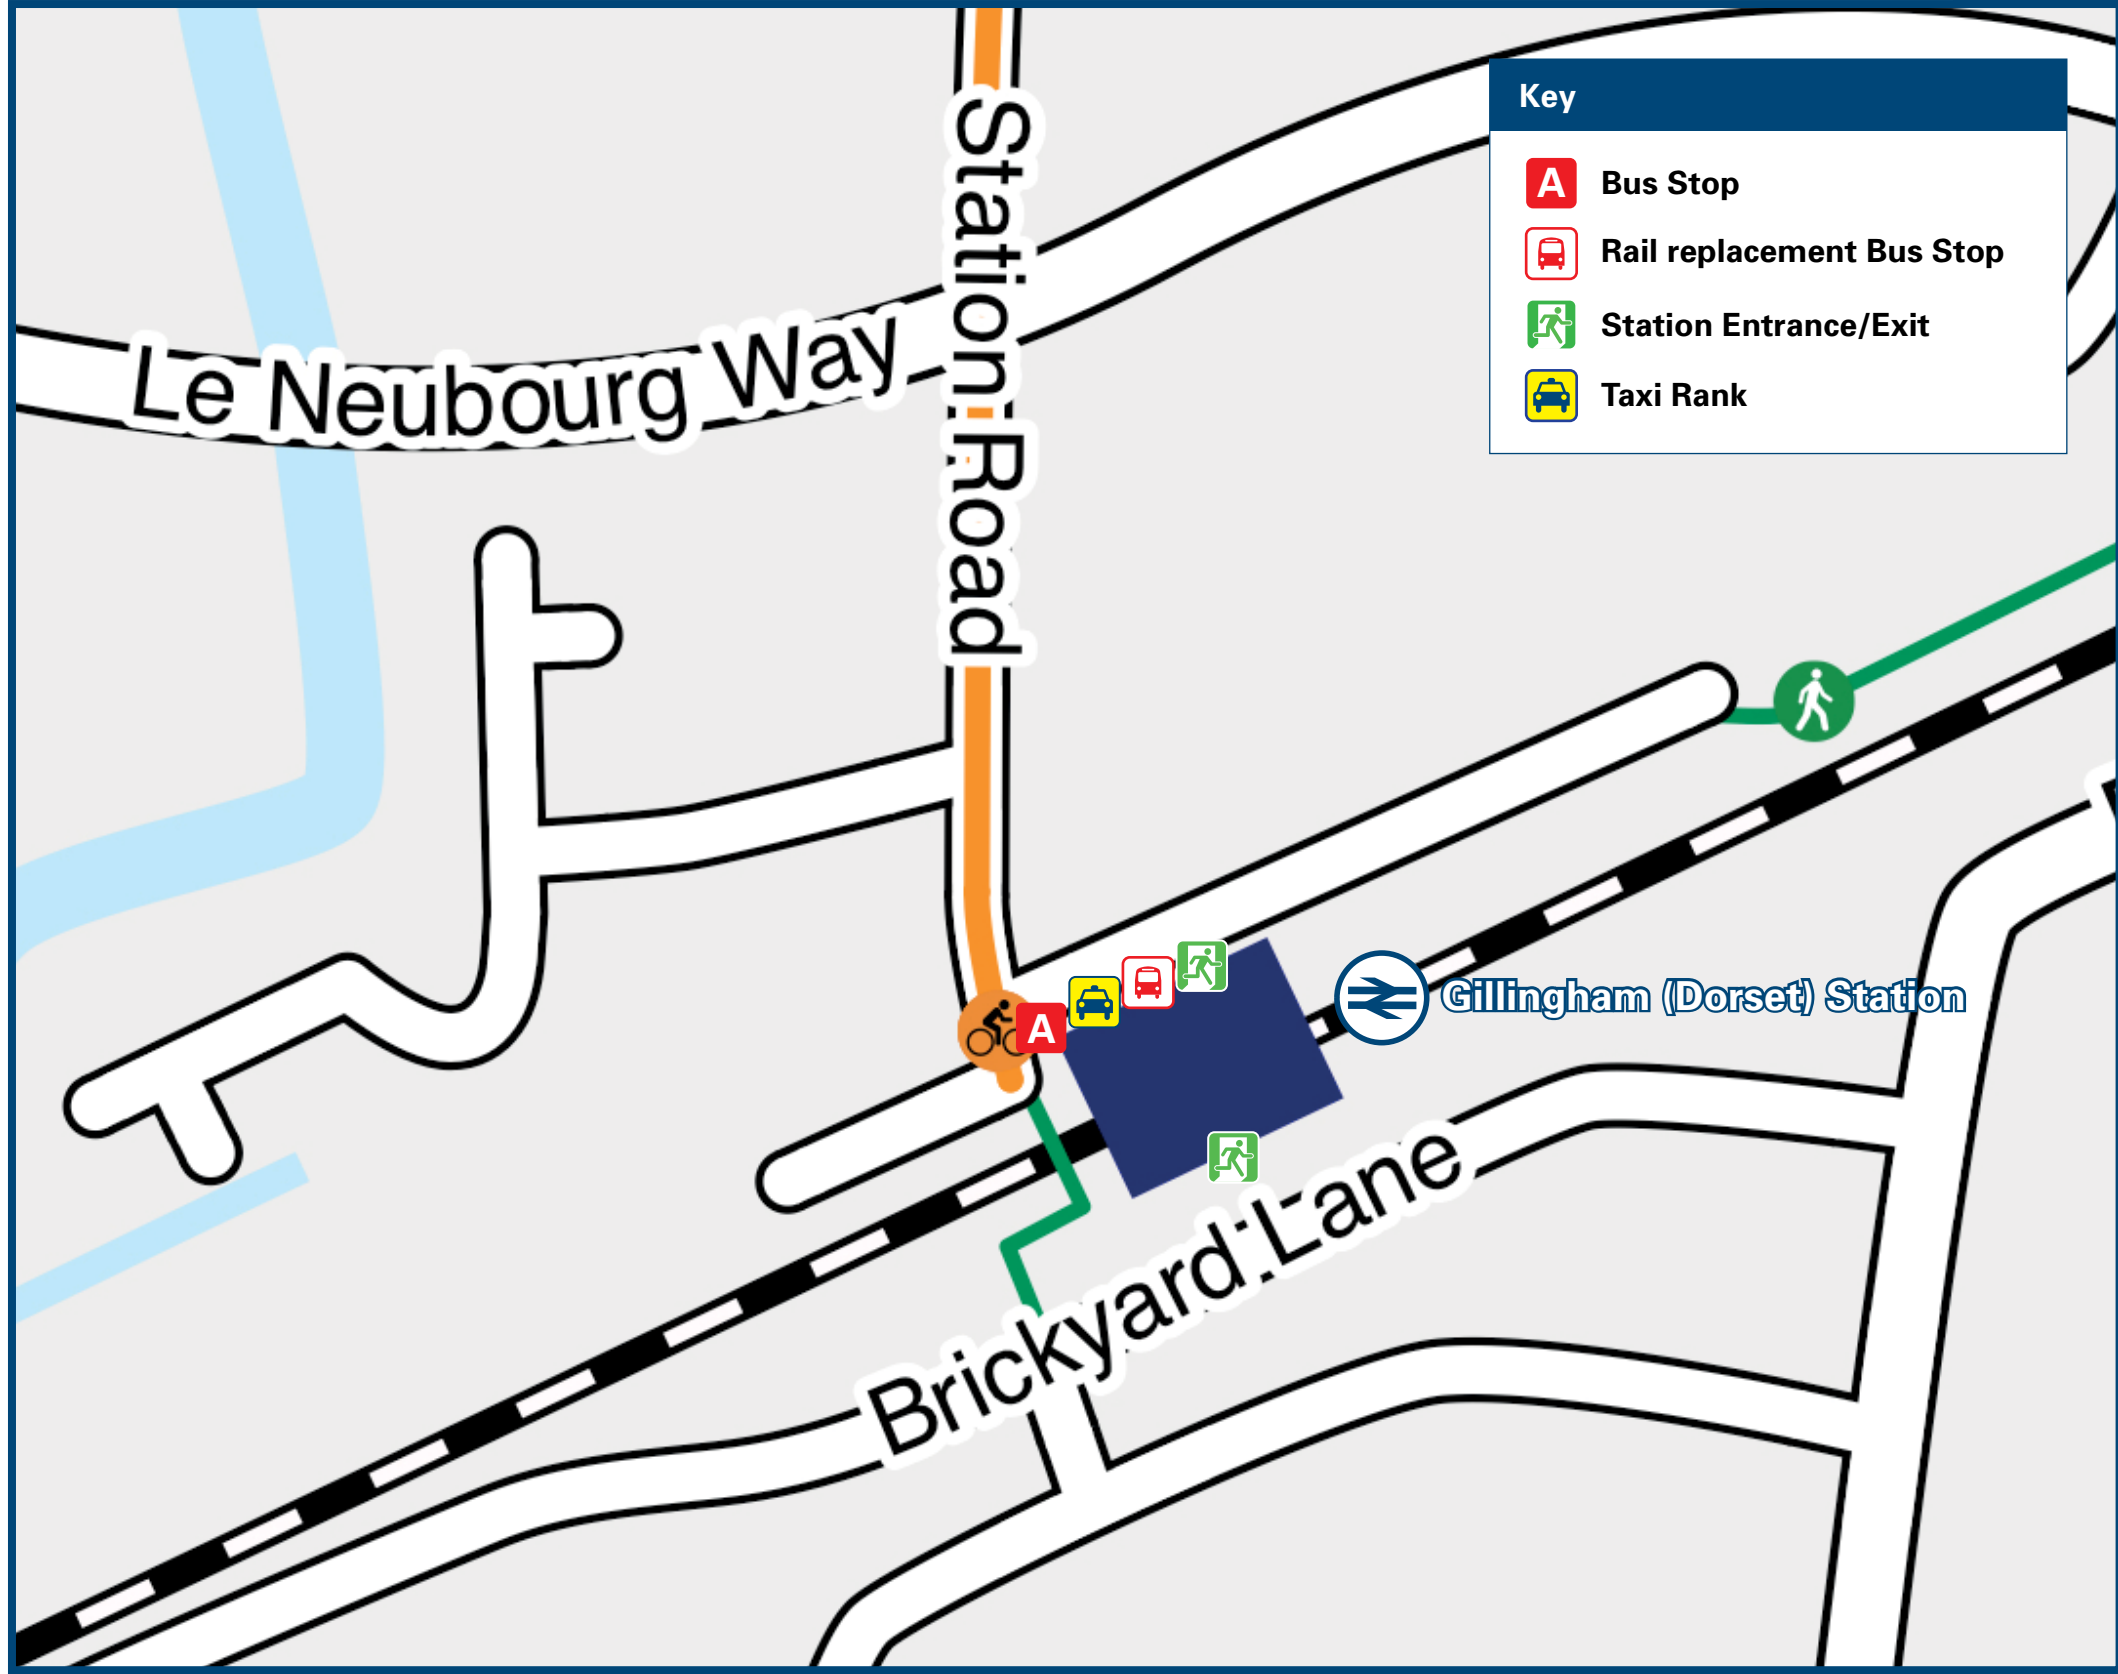 Station Road
Le Neubourg Way
Key
A Bus Stop
Rail replacement Bus Stop
Station Entrance/Exit
Taxi Rank
A
Gillingham (Dorset) Station
Brickyard Lane